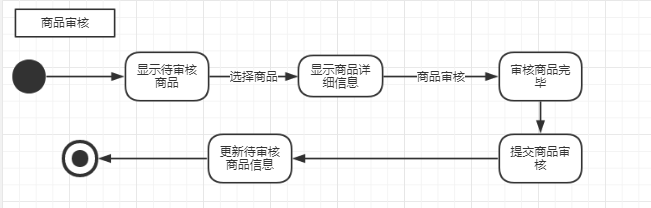 商品审核
显示待审核
商品
选择商品
显示商品详
细信息
商品审核
审核商品完
毕
提交商品审
核
更新待审核
商品信息